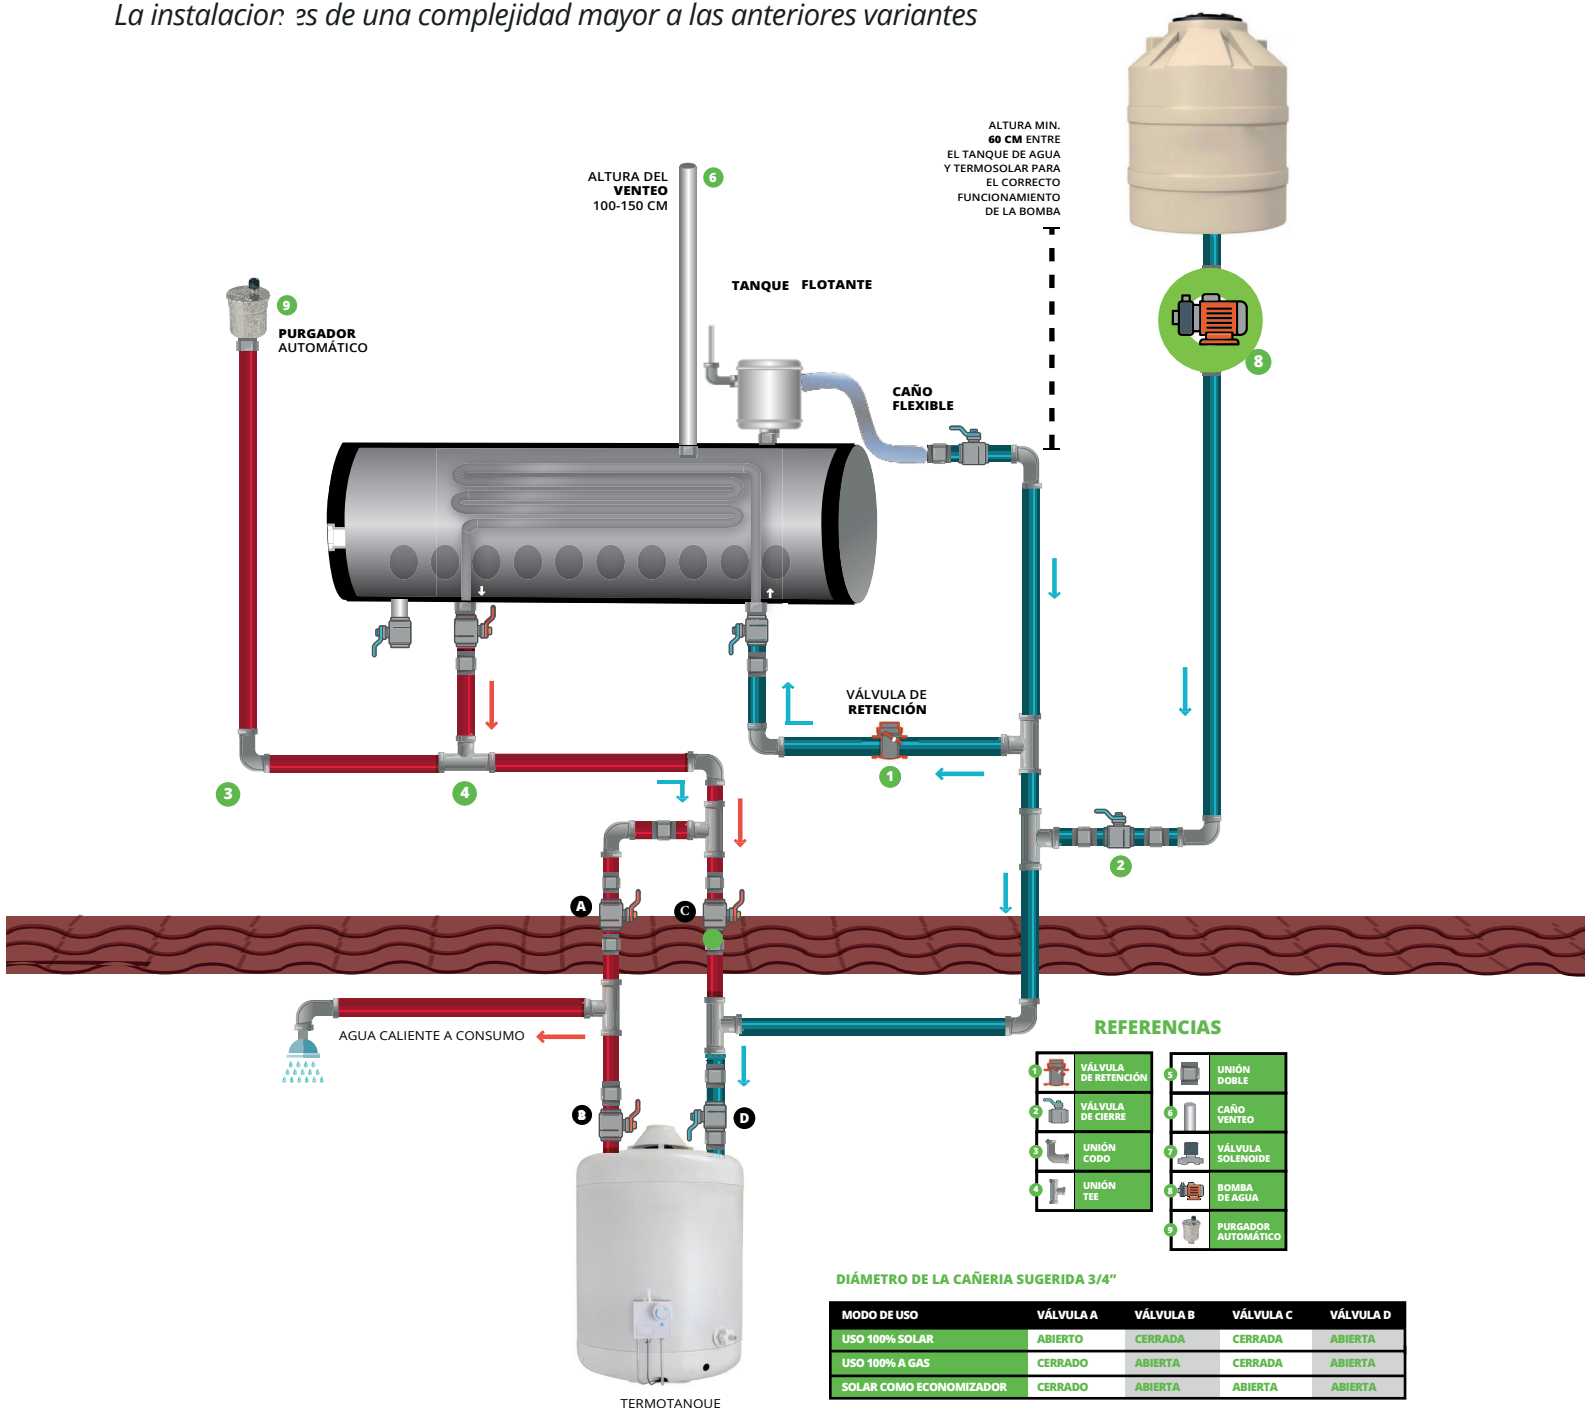 La instalacion es de una complejidad mayor a las anteriores variantes
ALTURA MIN.
60 CM ENTRE
EL TANQUE DE AGUA
Y TERMOSOLAR PARA
EL CORRECTO
FUNCIONAMIENTO
DE LA BOMBA
ALTURA DEL
VENTEO
100-150 CM
6
TANQUE FLOTANTE
9
PURGADOR
AUTOMÁTICO
8
CAÑO
FLEXIBLE
VÁLVULA DE
RETENCIÓN
1
3
4
2
A
C
AGUA CALIENTE A CONSUMO
B
D
TERMOTANQUE
REFERENCIAS
1 VÁLVULA
DE RETENCIÓN
2 VÁLVULA
DE CIERRE
3 UNIÓN
CODO
4 UNIÓN
TEE
5 UNIÓN
DOBLE
6 CAÑO
VENTEO
7 VÁLVULA
SOLENOIDE
8 BOMBA
DE AGUA
9 PURGADOR
AUTOMÁTICO
DIÁMETRO DE LA CAÑERIA SUGERIDA 3/4"
MODO DE USO VÁLVULA A VÁLVULA B VÁLVULA C VÁLVULA D
USO 100% SOLAR ABIERTO CERRADA CERRADA ABIERTA
USO 100% A GAS CERRADO ABIERTA CERRADA ABIERTA
SOLAR COMO ECONOMIZADOR CERRADO ABIERTA ABIERTA ABIERTA